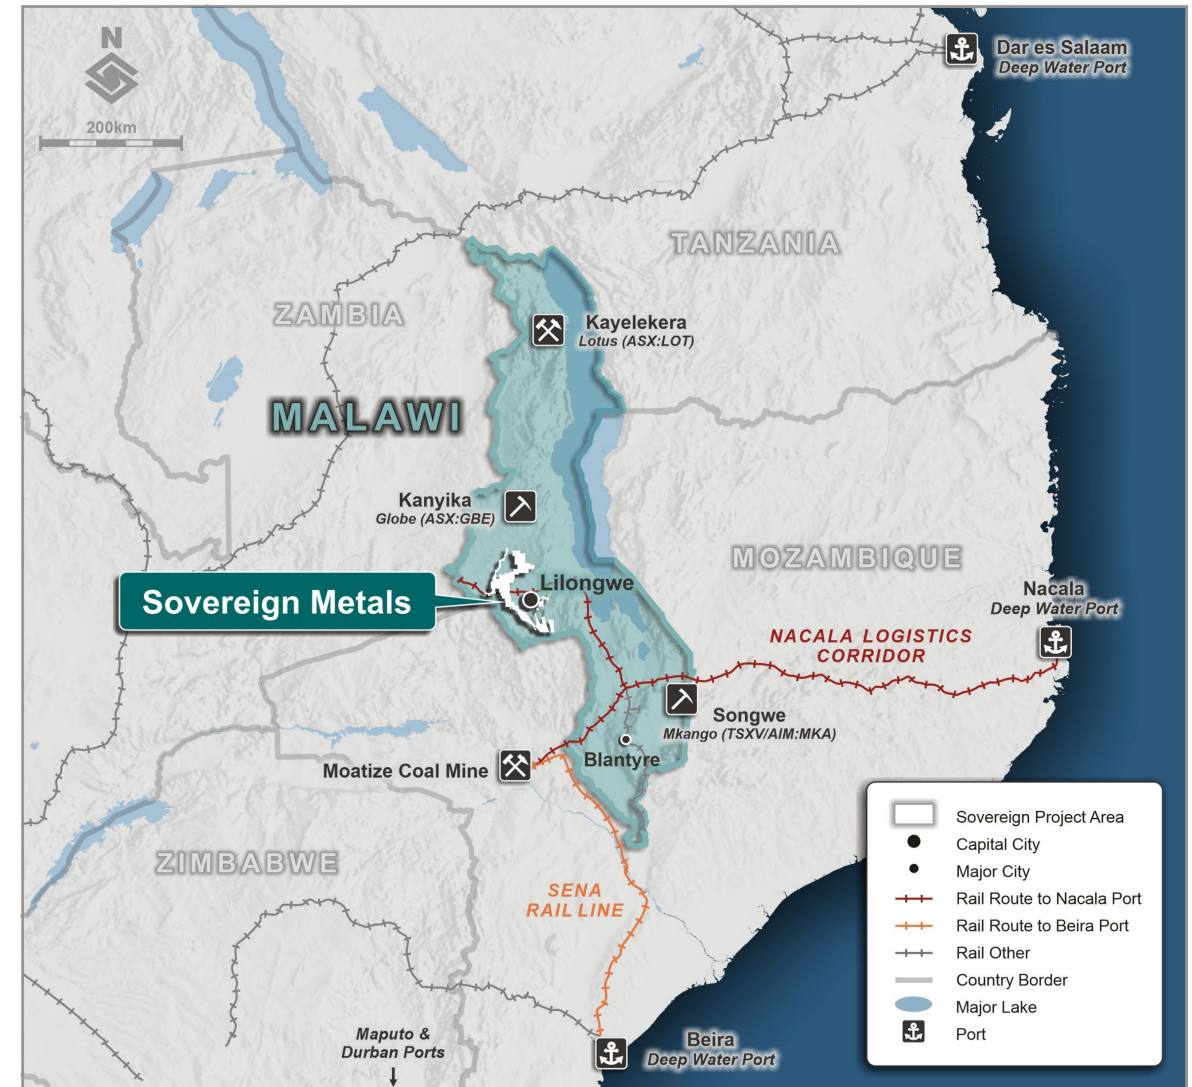 N
200km
Dar es Salaam
Deep Water Port
TANZANIA
ZAMBIA
Kayelekera
Lotus (ASX:LOT)
MALAWI
Kanyika
Globe (ASX:GBE)
MOZAMBIQUE
Lilongwe
Sovereign Metals
Nacala
Deep Water Port
NACALA LOGISTICS
CORRIDOR
Songwe
Mkango (TSXV/AIM:MKA)
Blantyre
Moatize Coal Mine
ZIMBABWE
SENA
RAIL LINE
Sovereign Project Area
Capital City
Major City
Rail Route to Nacala Port
Rail Route to Beira Port
Rail Other
Country Border
Major Lake
Port
Maputo &
Durban Ports
Beira
Deep Water Port